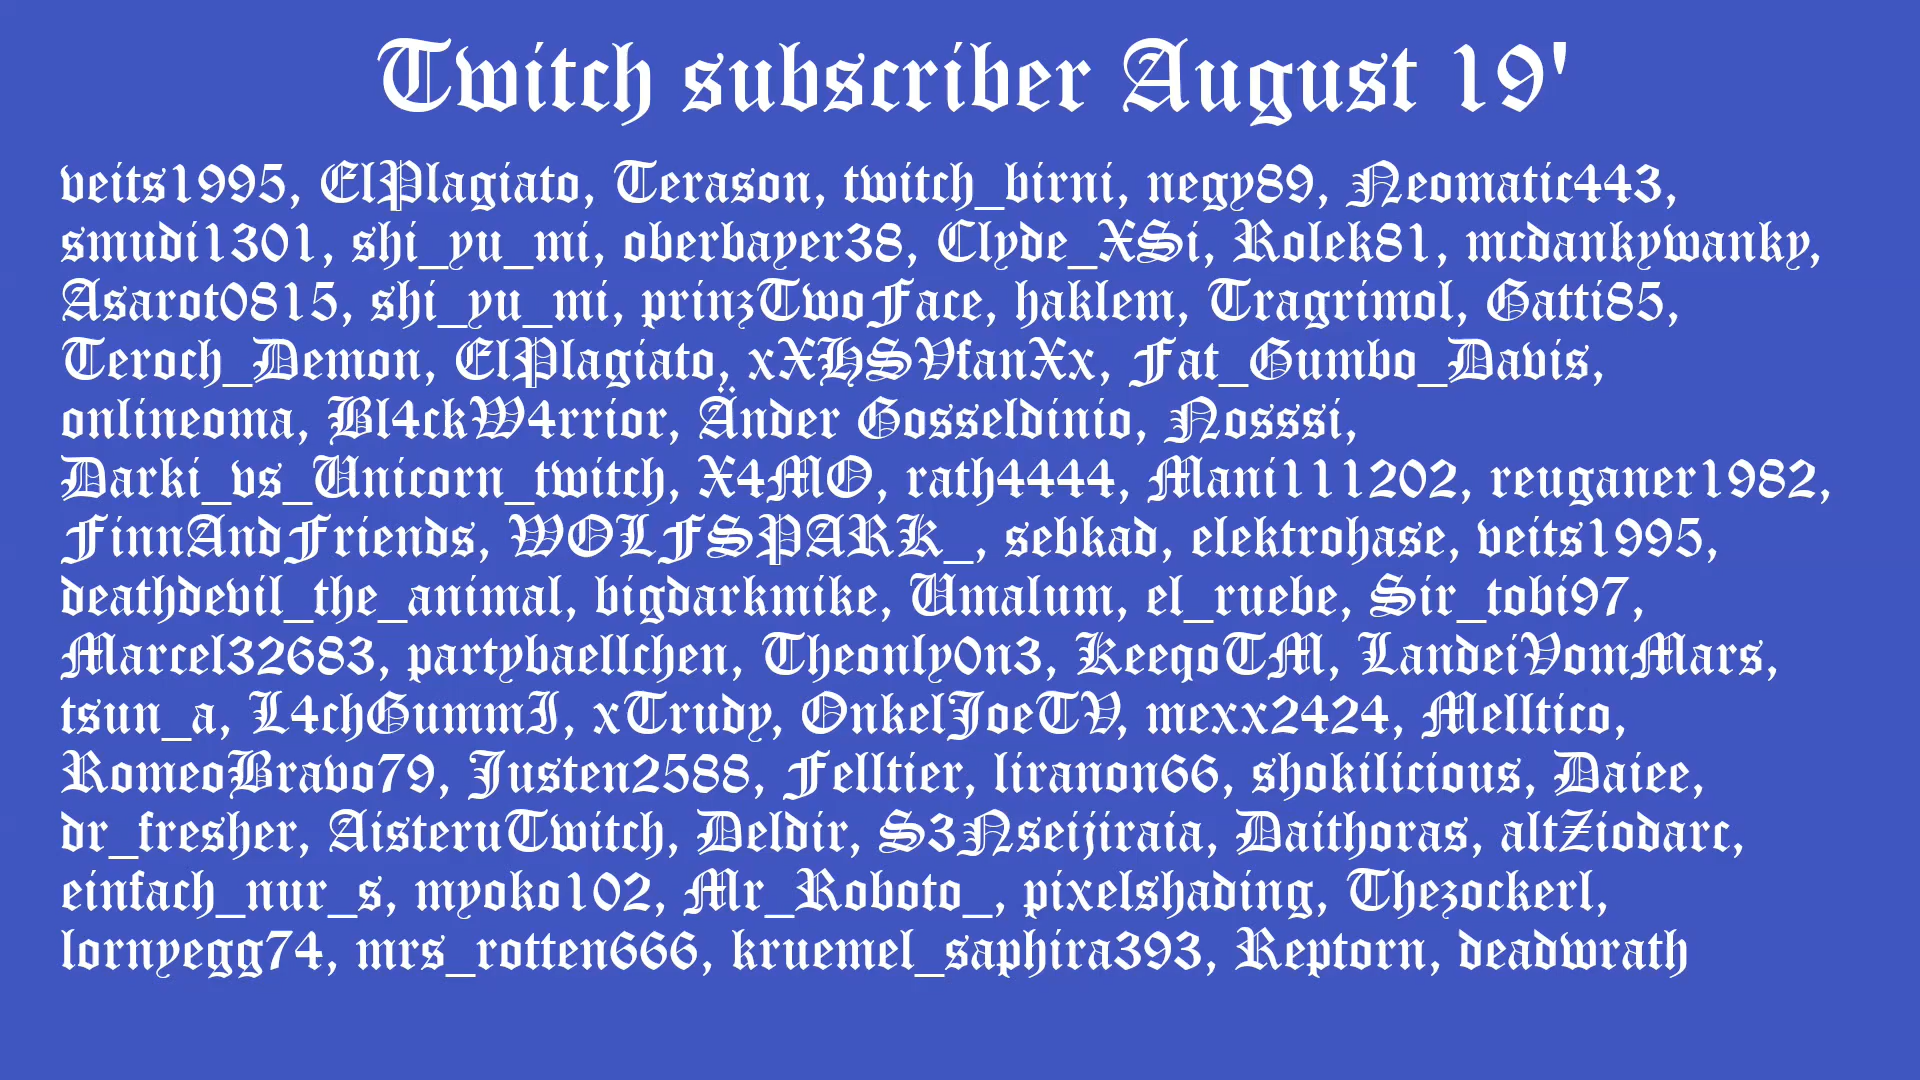 Twitch subscriber August 19'
veits1995, ElPlagiato, Terason, twitch_birni, negy89, Neomatic443,
smudi1301, shi_yu_mi, oberbayer38, Clyde_XSi, Rolek81, mcdankywanky,
Asarot0815, shi_yu_mi, prinzTwoFace, haklem, Tragrimol, Gatti85,
Teroch_Demon, ElPlagiato, xXHSVfanXx, Fat_Gumbo_Davis,
onlineoma, Bl4ckW4rrior, Änder Gosseldinio, Nosssi,
Darki_vs_Unicorn_twitch, X4MO, rath4444, Mani111202, reuganer1982,
FinnAndFriends, WOLFSPARK_, sebkad, elektrohase, veits1995,
deathdevil_the_animal, bigdarkmike, Umalum, el_ruebe, Sir_tobi97,
Marcel32683, partybaellchen, Theonly0n3, KeeqoTM, LandeiVomMars,
tsun_a, L4chGummI, xTrudy, OnkelJoeTV, mexx2424, Melltico,
RomeoBravo79, Justen2588, Felltier, liranon66, shokilicious, Daiee,
dr_fresher, AisteruTwitch, Deldir, S3Nseijiraia, Daithoras, altZiodarc,
einfach_nur_s, myoko102, Mr_Roboto_, pixelshading, Thezockerl,
lornyegg74, mrs_rotten666, kruemel_saphira393, Reptorn, deadwrath